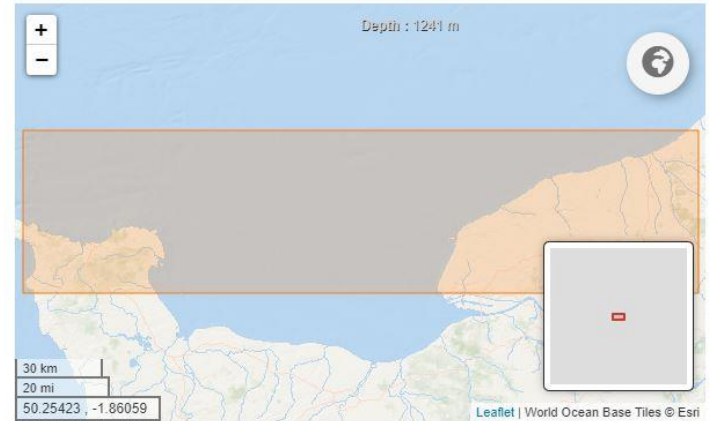 +
Depth : 1241 m
−
30 km
20 mi
50.25423 , -1.86059
Leaflet | World Ocean Base Tiles © Esri